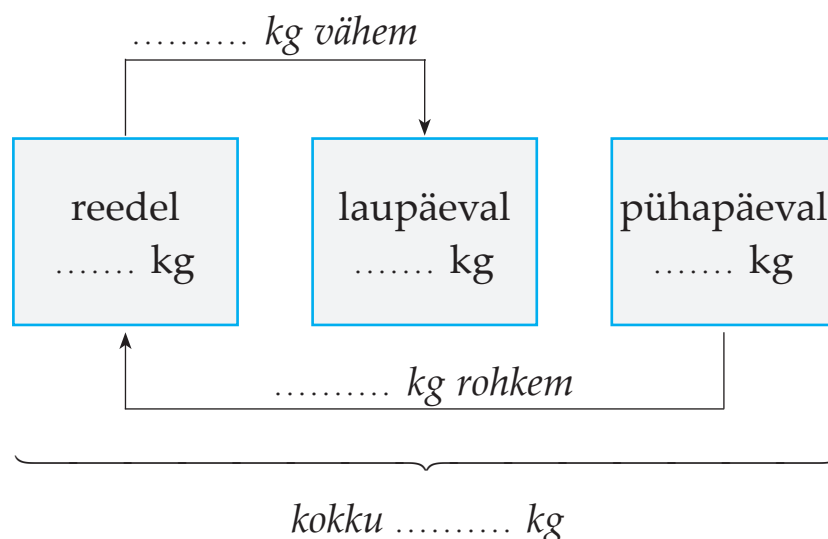 .......... kg vähem
reedel
....... kg
laupäeval
....... kg
pühapäeval
....... kg
.......... kg rohkem
kokku .......... kg